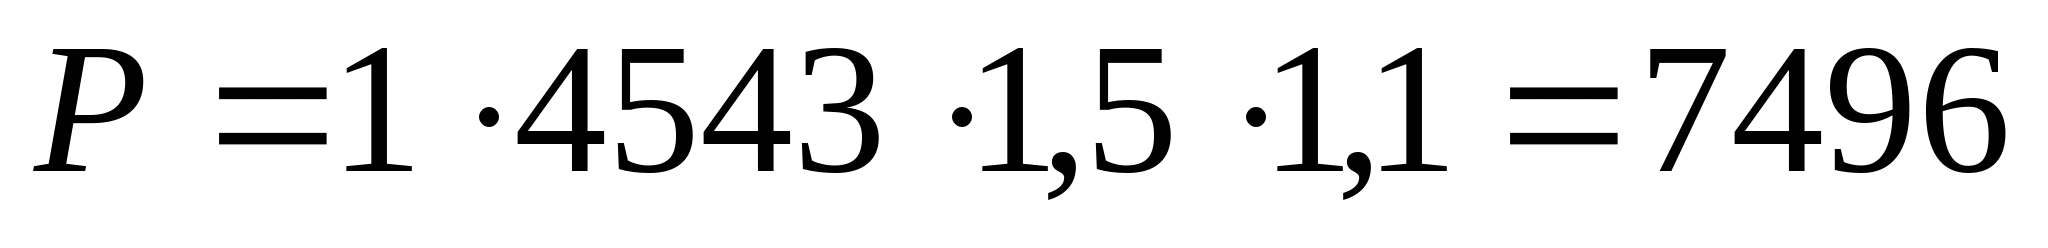 P = 1 · 4543 · 1,5 · 1,1 = 7496